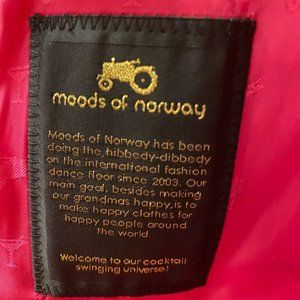 moods of norway
Moods of Norway has been
doing the hibbedy-dibbedy
on the international fashion
dance floor since 2003. Our
main goal, besides making
our grandmas happy, is to
make happy clothes for
happy people around
the world.
Welcome to our cocktail
swinging universe!